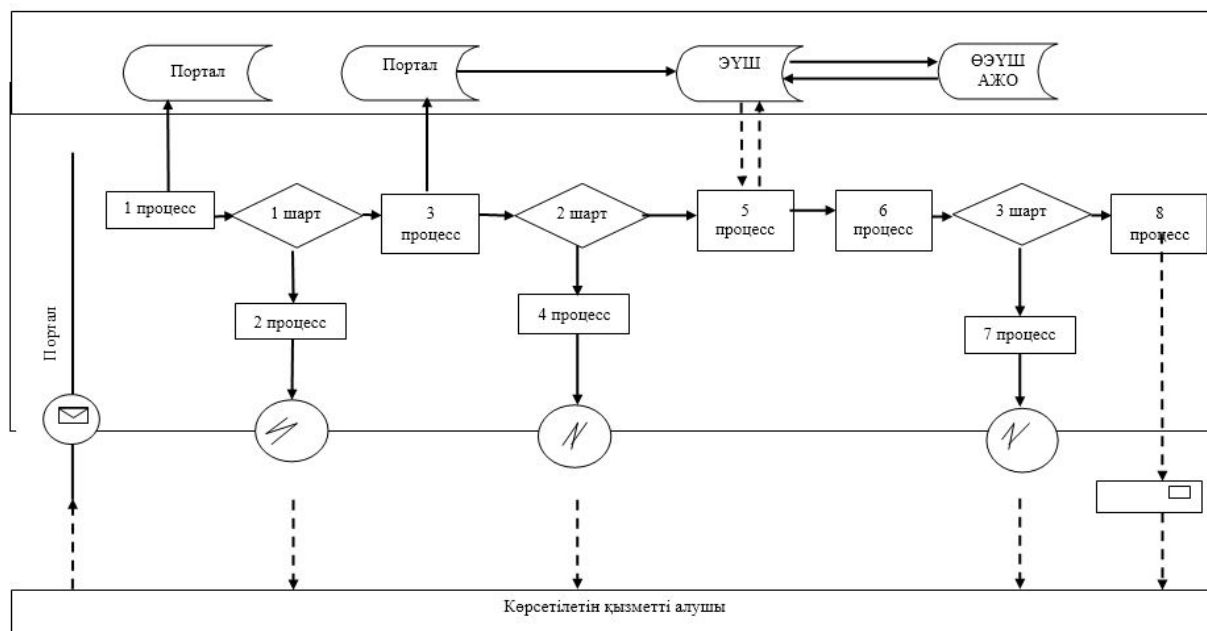 Портал
Портал
ЭҮШ
ӨЭҮШ
АЖО
1 процесс
1 шарт
3
процесс
2 шарт
5
процесс
6
процесс
3 шарт
8
процесс
2 процесс
4 процесс
7 процесс
Портал
Көрсетілетін қызметті алушы